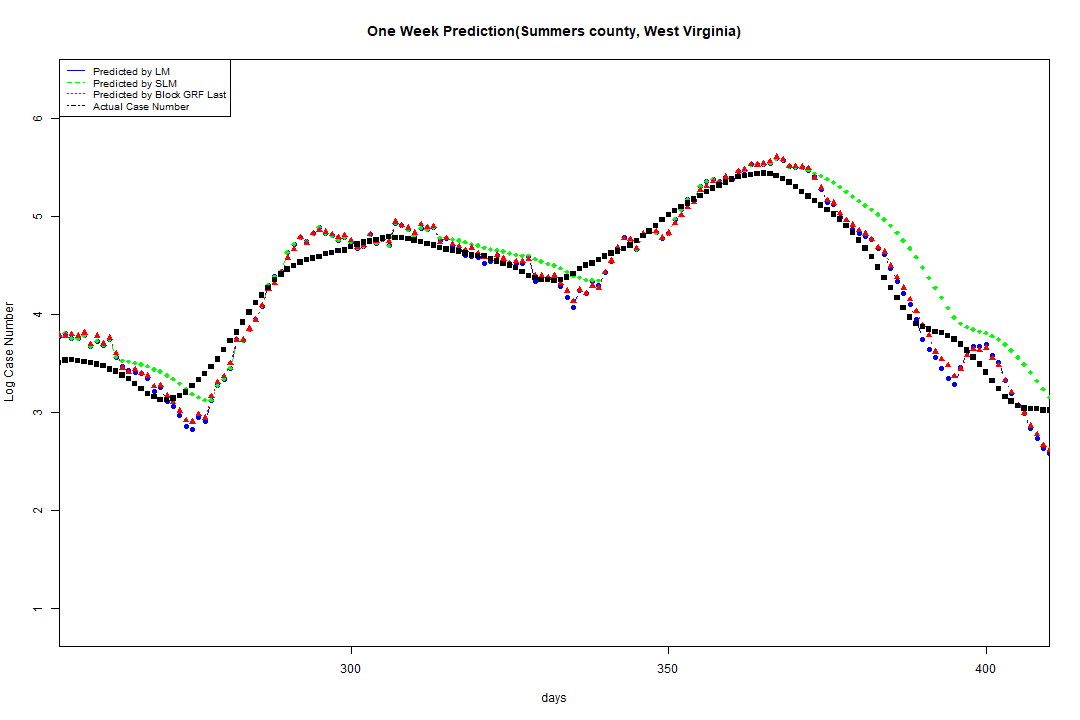 One Week Prediction(Summers county, West Virginia)
Predicted by LM
Predicted by SLM
Predicted by Block GRF Last
Actual Case Number
6
5
4
3
2
1
Log Case Number
300
350
400
days